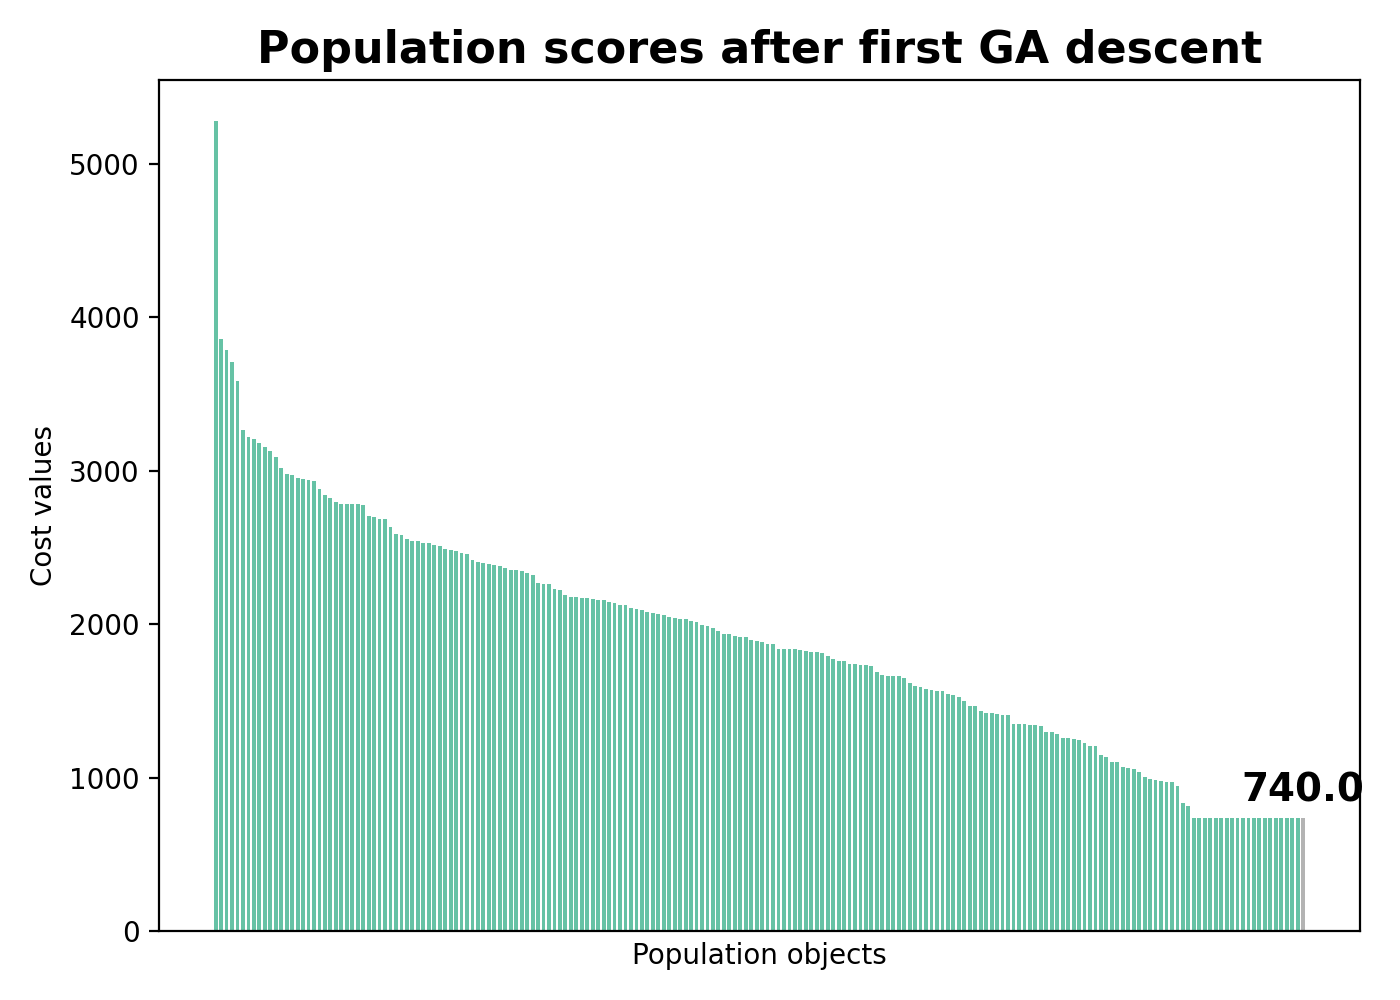 Population scores after first GA descent
5000
4000
3000
2000
1000
0
Cost values
740.0
Population objects